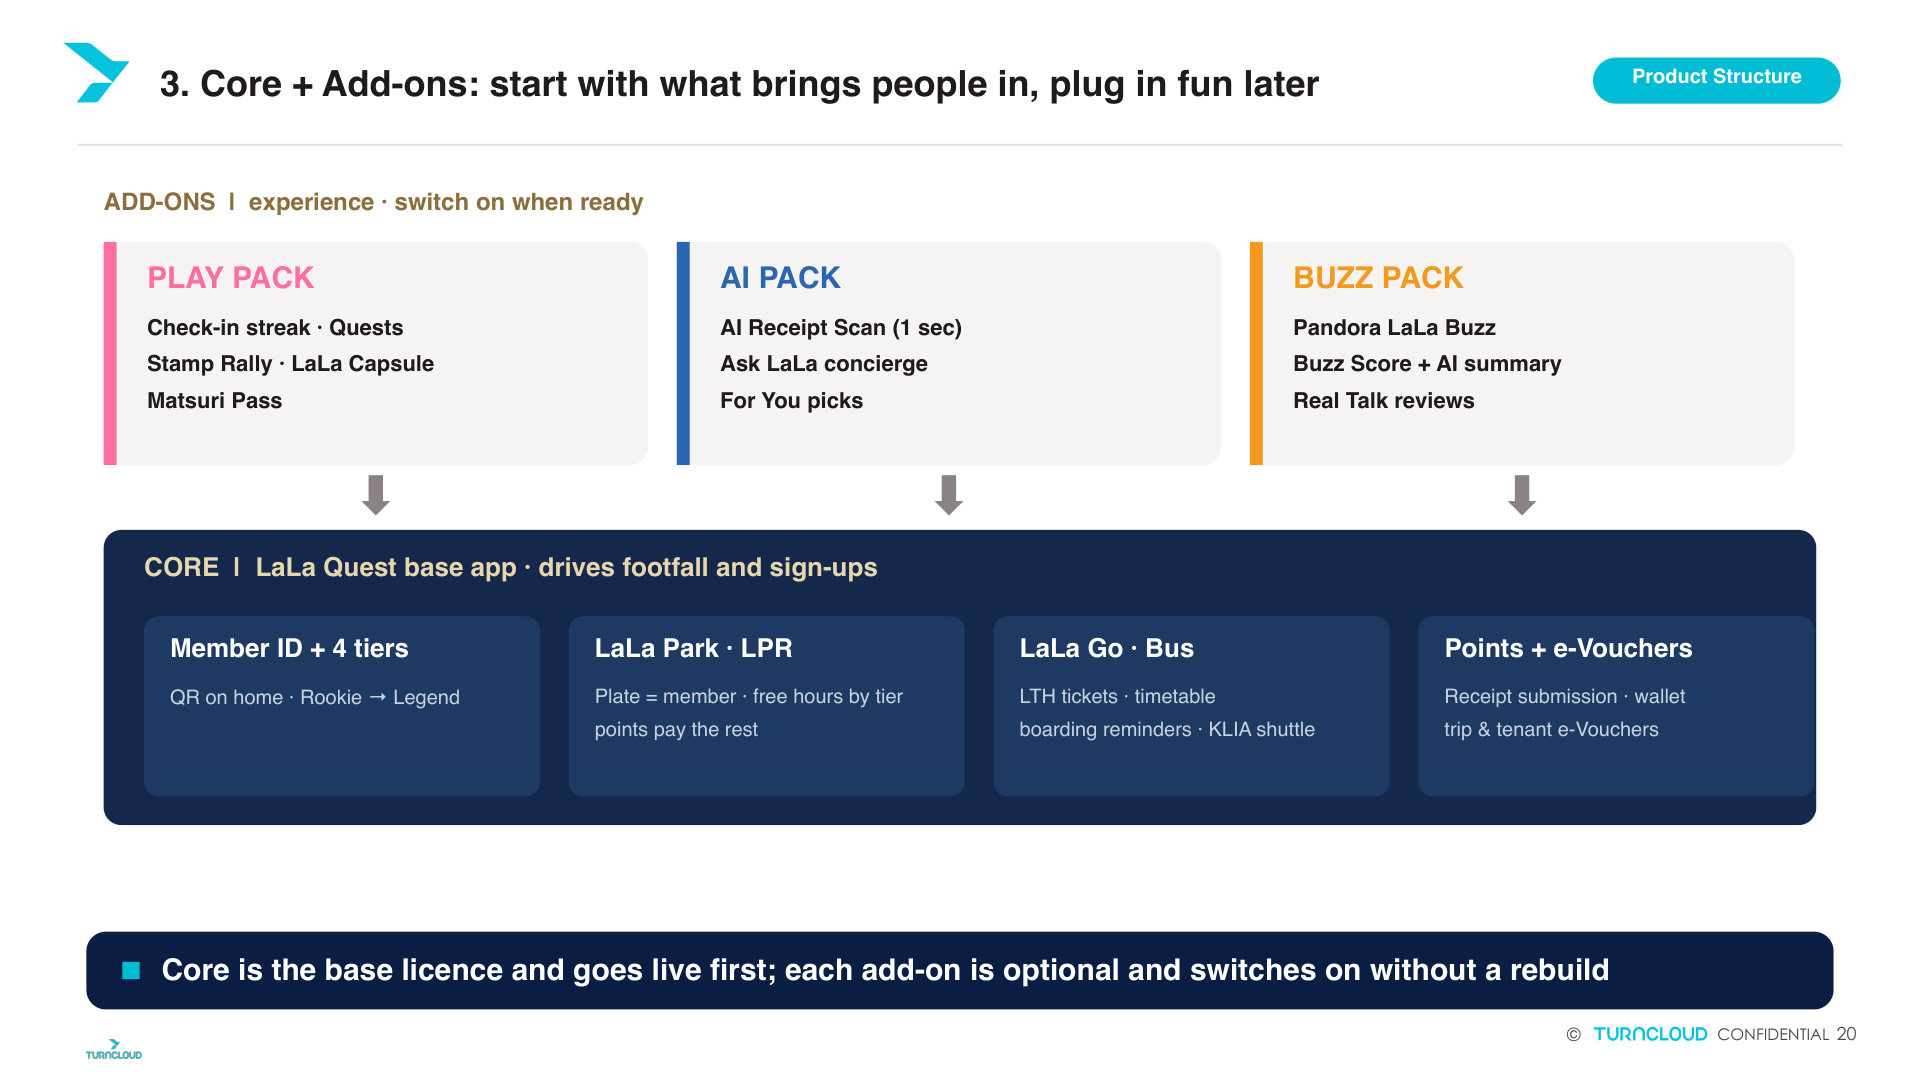 3. Core + Add-ons: start with what brings people in, plug in fun later
Product Structure
ADD-ONS | experience · switch on when ready
PLAY PACK
Check-in streak · Quests
Stamp Rally · LaLa Capsule
Matsuri Pass
AI PACK
AI Receipt Scan (1 sec)
Ask LaLa concierge
For You picks
BUZZ PACK
Pandora LaLa Buzz
Buzz Score + AI summary
Real Talk reviews
CORE | LaLa Quest base app · drives footfall and sign-ups
Member ID + 4 tiers
QR on home · Rookie → Legend
LaLa Park · LPR
Plate = member · free hours by tier
points pay the rest
LaLa Go · Bus
LTH tickets · timetable
boarding reminders · KLIA shuttle
Points + e-Vouchers
Receipt submission · wallet
trip & tenant e-Vouchers
Core is the base licence and goes live first; each add-on is optional and switches on without a rebuild
TURNCLOUD
© TURNCLOUD CONFIDENTIAL 20